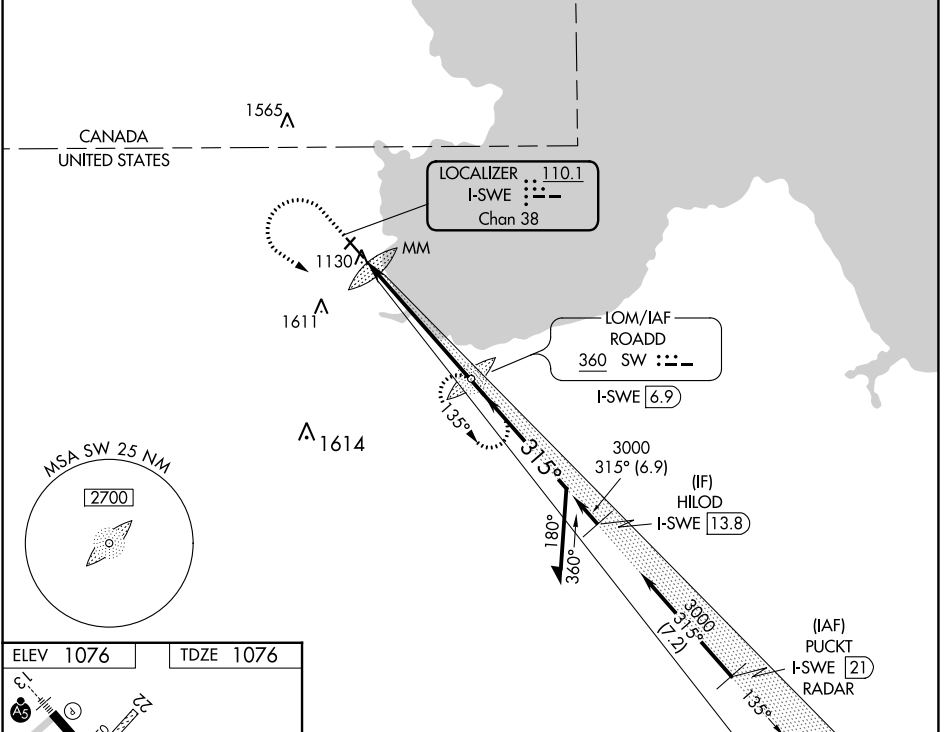 1565
CANADA
UNITED STATES
LOCALIZER 110.1
I-SWE
Chan 38
MM
1130
1611
LOM/IAF
ROADD
360 SW
I-SWE 6.9
135°
1614
315°
3000
315° (6.9)
(IF)
HILOD
I-SWE 13.8
MSA SW 25 NM
2700
180°
360°
3000
315°
(7.2)
(IAF)
PUCKT
I-SWE 21
RADAR
135°
ELEV 1076
TDZE 1076
13
A5
P
22